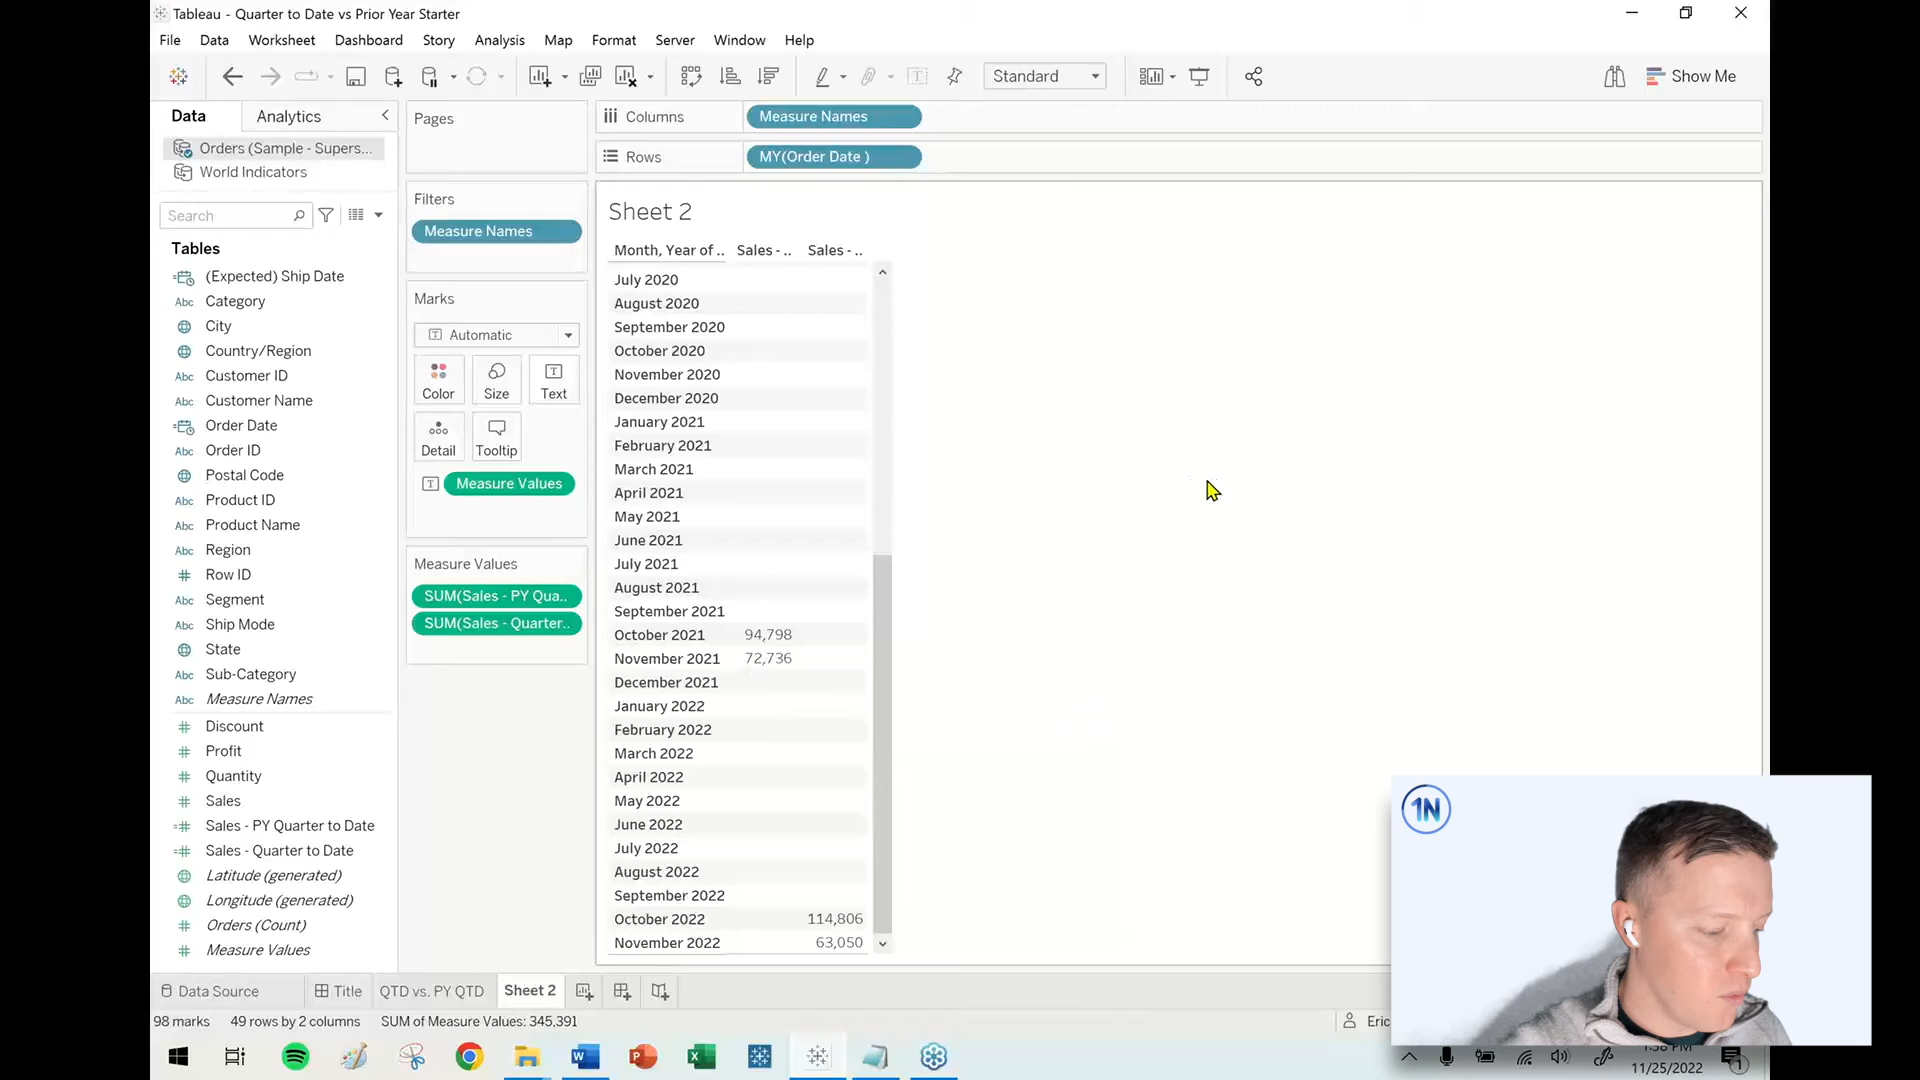 Tableau - Quarter to Date vs Prior Year Starter
File Data Worksheet Dashboard Story Analysis Map Format Server Window Help
Standard
Show Me
Data
Analytics
Orders (Sample - Supers...
World Indicators
Search
Tables
(Expected) Ship Date
Abc Category
City
Country/Region
Abc Customer ID
Abc Customer Name
Order Date
Abc Order ID
Postal Code
Abc Product ID
Abc Product Name
Abc Region
Row ID
Abc Segment
Abc Ship Mode
State
Abc Sub-Category
Abc Measure Names
Discount
Profit
Quantity
Sales
Sales - PY Quarter to Date
Sales - Quarter to Date
Latitude (generated)
Longitude (generated)
Orders (Count)
Measure Values
Pages
Filters
Measure Names
Marks
Automatic
Color Size Text
Detail Tooltip
Measure Values
Measure Values
SUM(Sales - PY Qua..
SUM(Sales - Quarter..
Columns Measure Names
Rows MY(Order Date )
Sheet 2
Month, Year of .. Sales - .. Sales - ..
July 2020
August 2020
September 2020
October 2020
November 2020
December 2020
January 2021
February 2021
March 2021
April 2021
May 2021
June 2021
July 2021
August 2021
September 2021
October 2021 94,798
November 2021 72,736
December 2021
January 2022
February 2022
March 2022
April 2022
May 2022
June 2022
July 2022
August 2022
September 2022
October 2022 114,806
November 2022 63,050
1N
Data Source Title QTD vs. PY QTD Sheet 2
98 marks 49 rows by 2 columns SUM of Measure Values: 345,391
Eric
11/25/2022